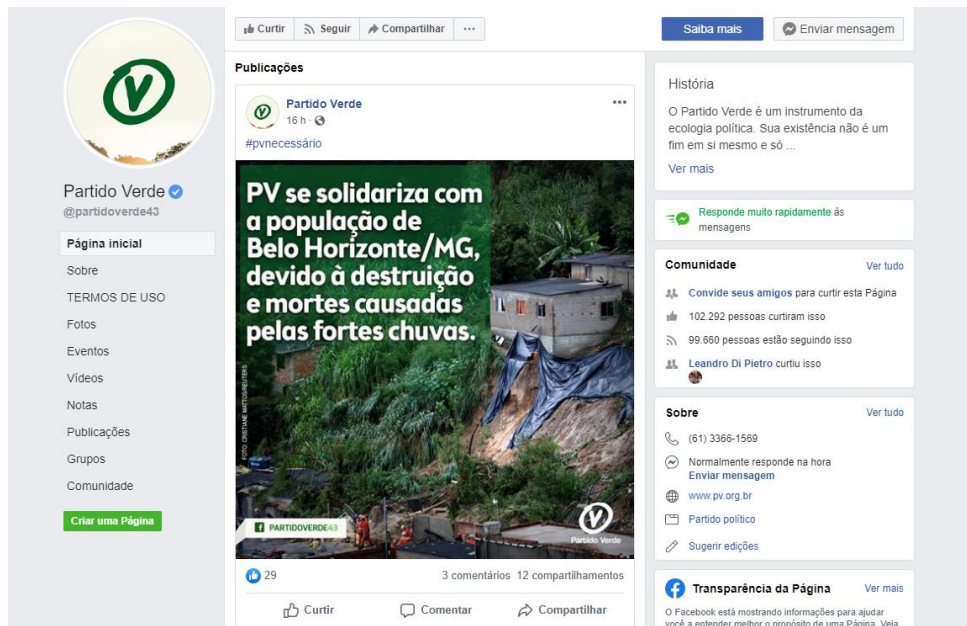 Partido Verde
@partidoverde43
Página inicial
Sobre
TERMOS DE USO
Fotos
Eventos
Vídeos
Notas
Publicações
Grupos
Comunidade
Criar uma Página
Curtir
Seguir
Compartilhar
Saiba mais
Enviar mensagem
Publicações
Partido Verde
16 h
#pvnecessário
PV se solidariza com
a população de
Belo Horizonte/MG,
devido à destruição
e mortes causadas
pelas fortes chuvas.
FOTO: CRISTIANE MATTOS/REUTERS
PARTIDOVERDE43
Partido Verde
29
3 comentários 12 compartilhamentos
Curtir
Comentar
Compartilhar
História
O Partido Verde é um instrumento da
ecologia política. Sua existência não é um
fim em si mesmo e só ...
Ver mais
Responde muito rapidamente às
mensagens
Comunidade
Ver tudo
Convide seus amigos para curtir esta Página
102.292 pessoas curtiram isso
99.660 pessoas estão seguindo isso
Leandro Di Pietro curtiu isso
Sobre
Ver tudo
(61) 3366-1569
Normalmente responde na hora
Enviar mensagem
www.pv.org.br
Partido político
Sugerir edições
Transparência da Página
Ver mais
O Facebook está mostrando informações para ajudar
você a entender melhor o propósito de uma Página. Veja